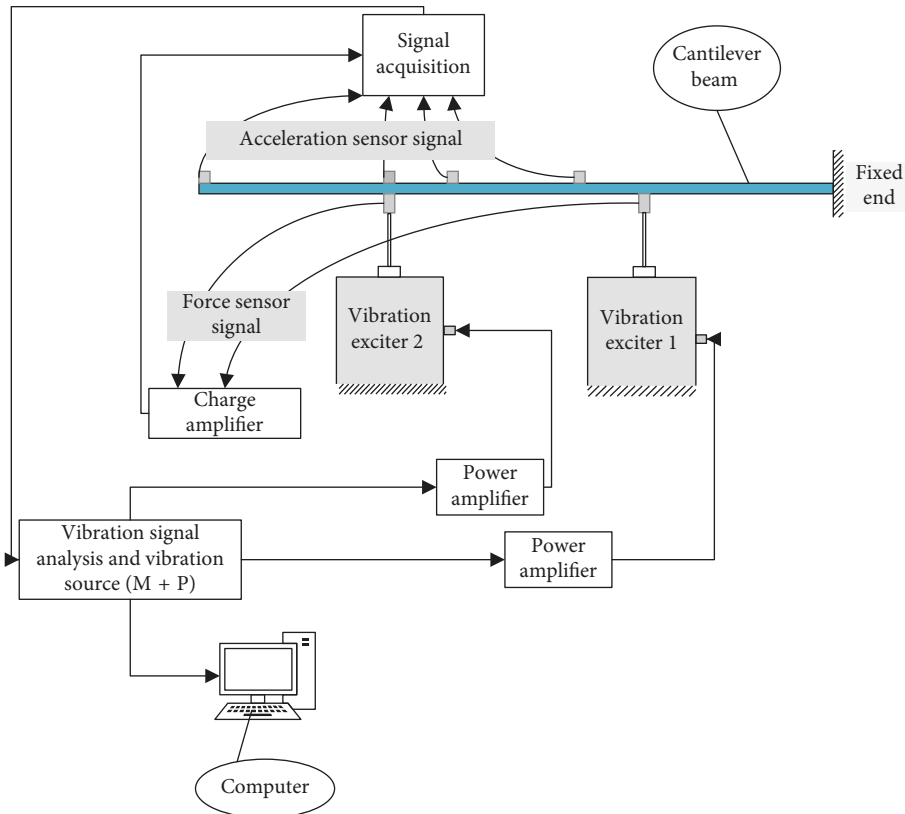 Signal
acquisition
Cantilever
beam
Acceleration sensor signal
Fixed
end
Force sensor
signal
Vibration
exciter 2
Vibration
exciter 1
Charge
amplifier
Power
amplifier
Vibration signal
analysis and vibration
source (M + P)
Power
amplifier
Computer